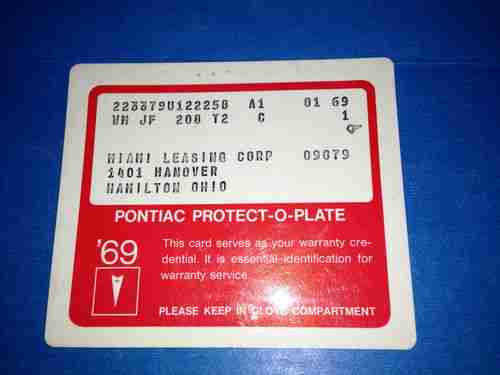 223379U122258 A1 01 69
WM JF 208 T2 C 1
MIAMI LEASING CORP 09079
1401 HANOVER
HAMILTON OHIO
PONTIAC PROTECT-O-PLATE
'69
This card serves as your warranty cre-
dential. It is essential identification for
warranty service.
PLEASE KEEP IN GLOVE COMPARTMENT